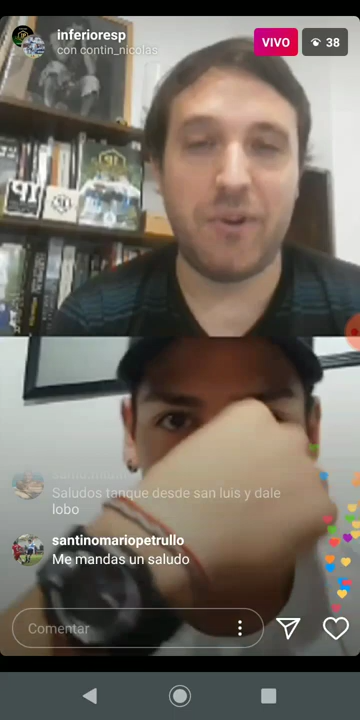 inferioresp
con contin_nicolas
VIVO
38
Saludos tanque desde san luis y dale
lobo
santinomariopetrullo
Me mandas un saludo
Comentar